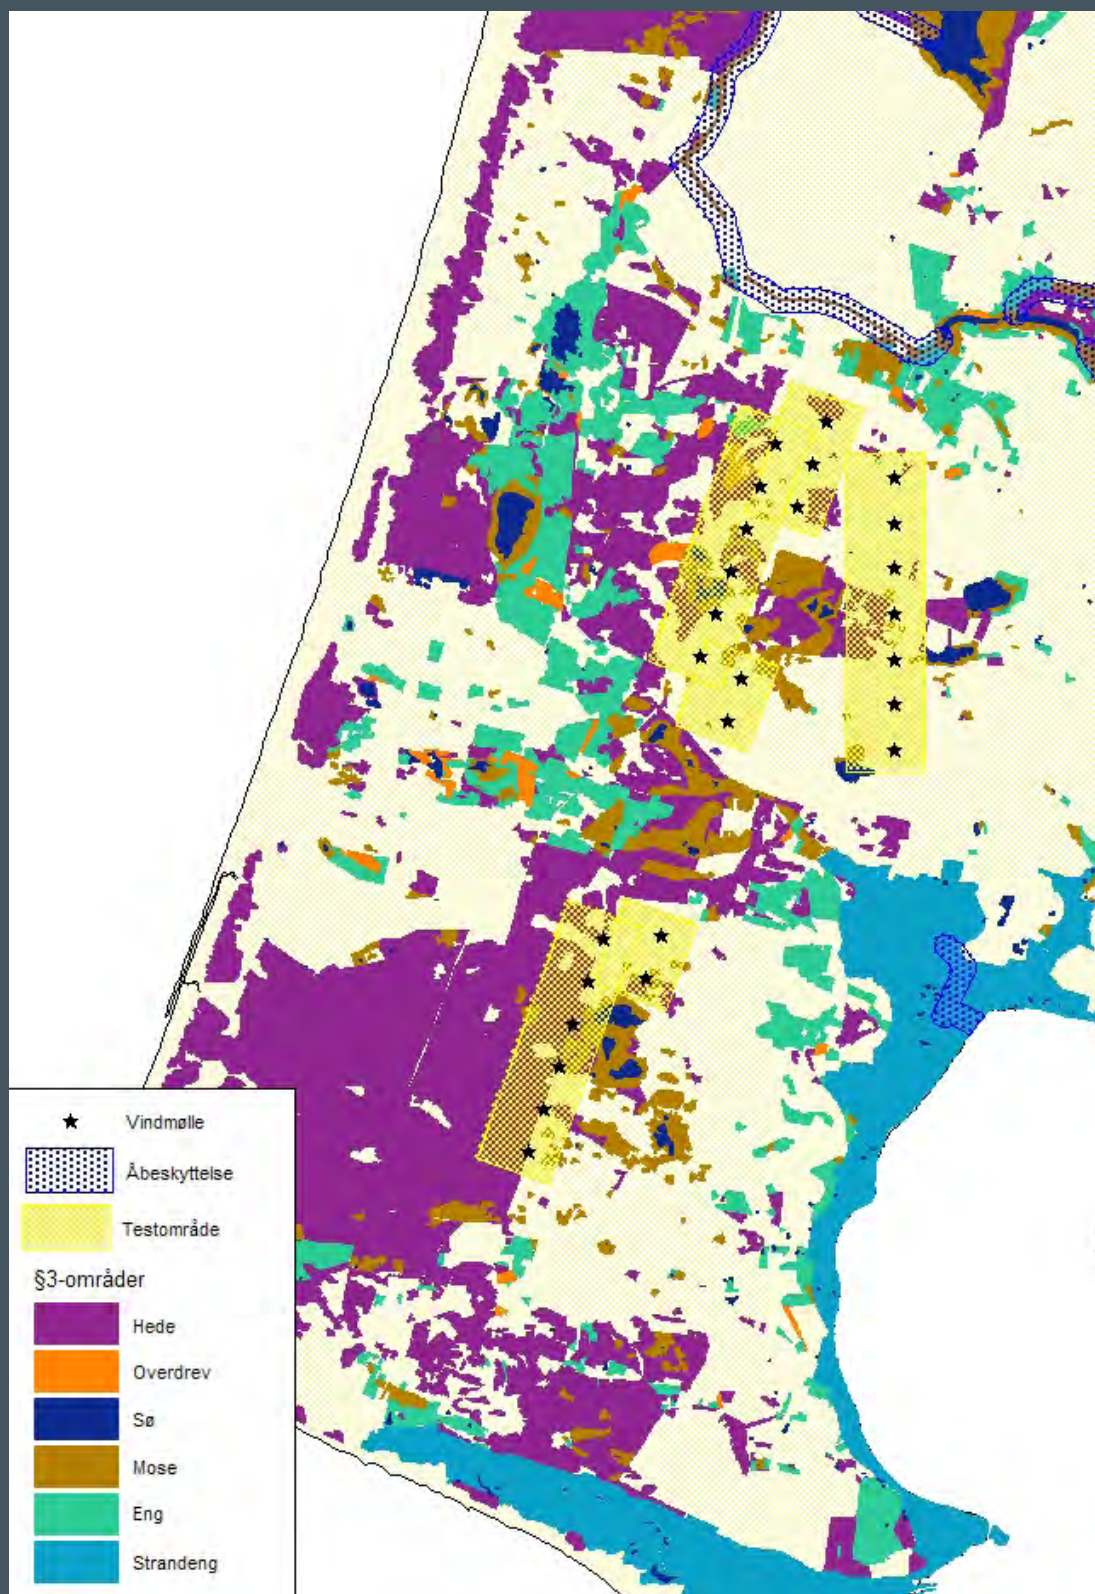 Vindmølle
Åbeskyttelse
Testområde
§3-områder
Hede
Overdrev
Sø
Mose
Eng
Strandeng